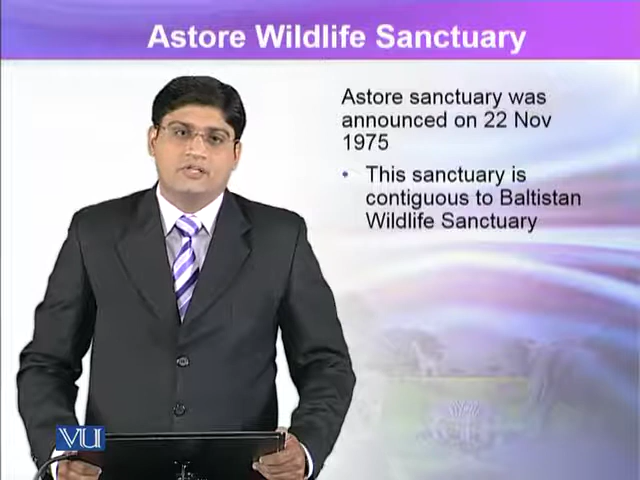 Astore Wildlife Sanctuary
Astore sanctuary was
announced on 22 Nov
1975
• This sanctuary is
contiguous to Baltistan
Wildlife Sanctuary
VU